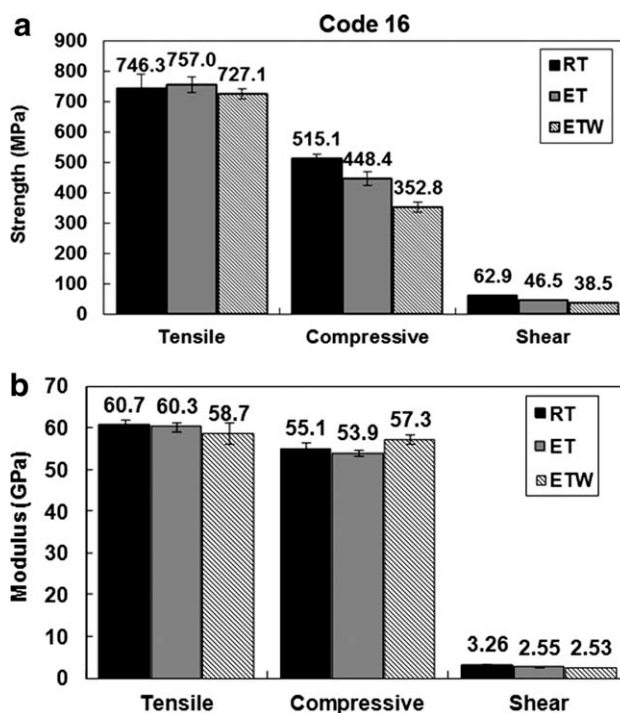 a
Code 16
900
800
700
600
500
400
300
200
100
0
Strength (MPa)
746.3 757.0 727.1
515.1
448.4
352.8
62.9 46.5 38.5
RT
ET
ETW
Tensile Compressive Shear
b
70
60
50
40
30
20
10
0
Modulus (GPa)
60.7 60.3 58.7
55.1 53.9 57.3
3.26 2.55 2.53
RT
ET
ETW
Tensile Compressive Shear